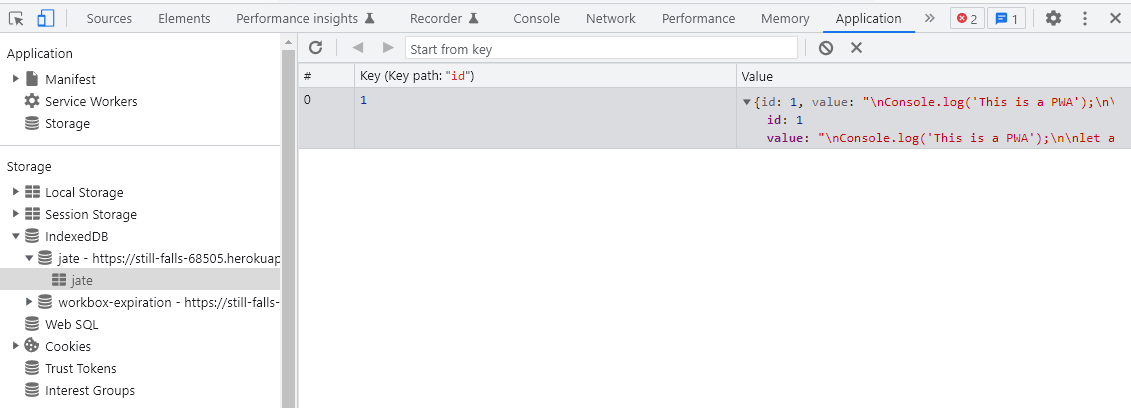 Sources Elements Performance insights Recorder Console Network Performance Memory Application » 2 1
Application
Manifest
Service Workers
Storage
Storage
Local Storage
Session Storage
IndexedDB
jate - https://still-falls-68505.herokuap
jate
workbox-expiration - https://still-falls-
Web SQL
Cookies
Trust Tokens
Interest Groups
Start from key
# Key (Key path: "id") Value
0 1 {id: 1, value: "\nConsole.log('This is a PWA');\n\
id: 1
value: "\nConsole.log('This is a PWA');\n\nlet a